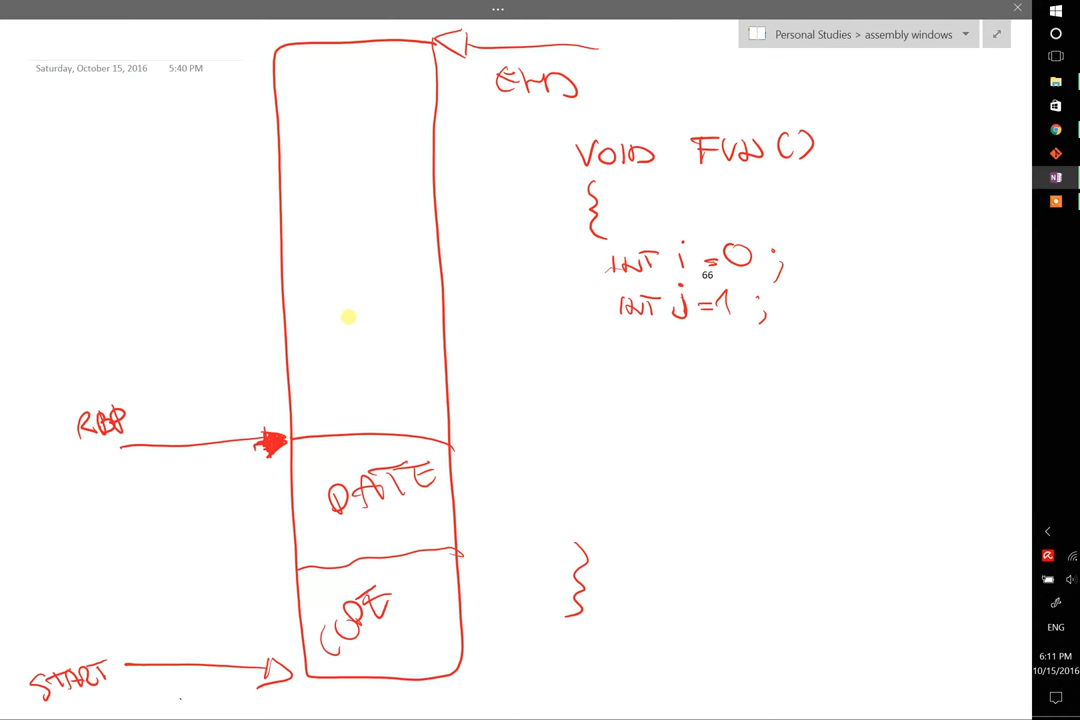 ...
Personal Studies > assembly windows
Saturday, October 15, 2016 5:40 PM
END
VOID FUN()
{
INT i = 0 ;
66
INT j = 1 ;
RBP
DATE
CODE
}
START
ENG
6:11 PM
10/15/2016